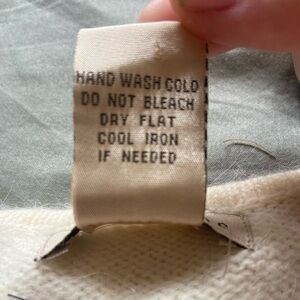 HAND WASH COLD
DO NOT BLEACH
DRY FLAT
COOL IRON
IF NEEDED